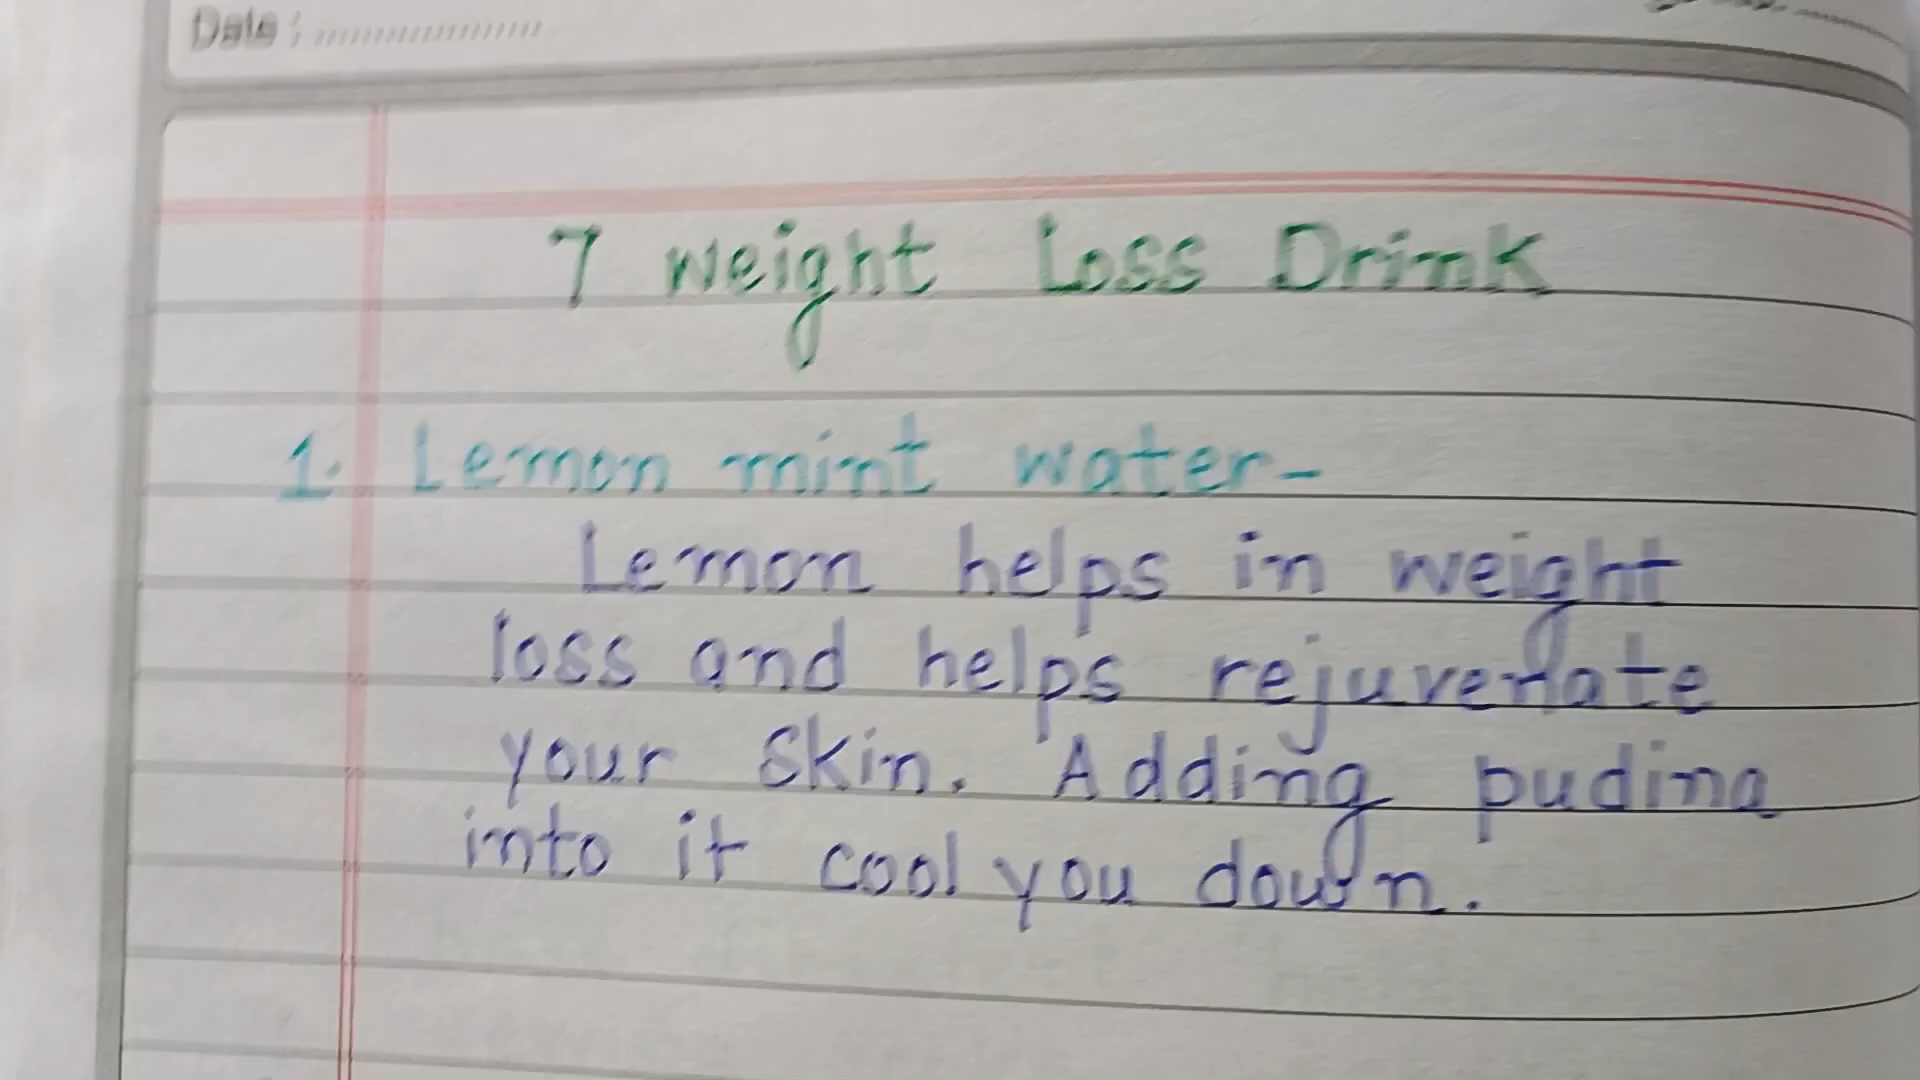 Date :
7 weight Loss Drink
1. Lemon mint water-
Lemon helps in weight
loss and helps rejuvenate
your skin. Adding pudina
into it cool you down.